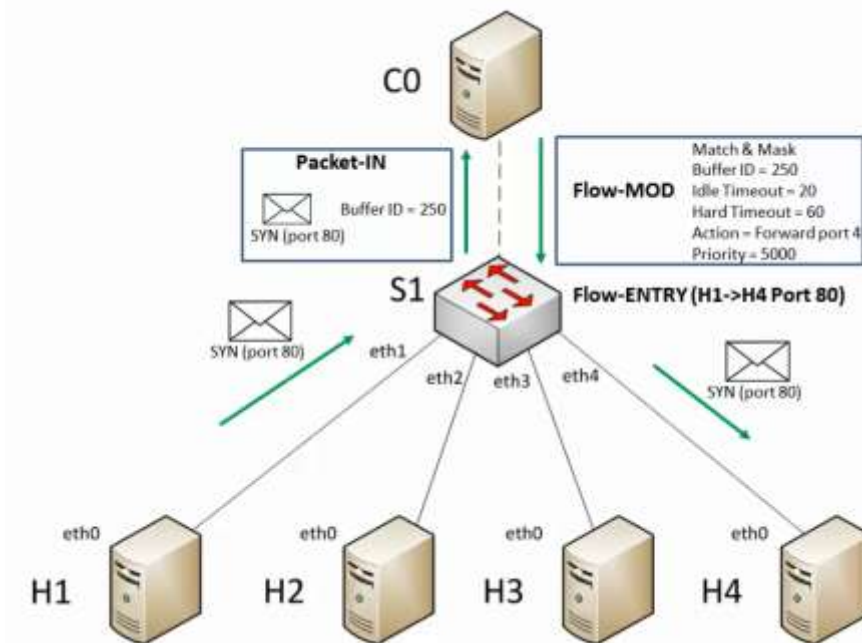 C0
Packet-IN
Buffer ID = 250
SYN (port 80)
Flow-MOD
Match & Mask
Buffer ID = 250
Idle Timeout = 20
Hard Timeout = 60
Action = Forward port 4
Priority = 5000
S1
Flow-ENTRY (H1->H4 Port 80)
SYN (port 80)
eth1
eth2
eth3
eth4
SYN (port 80)
eth0
eth0
eth0
eth0
H1
H2
H3
H4